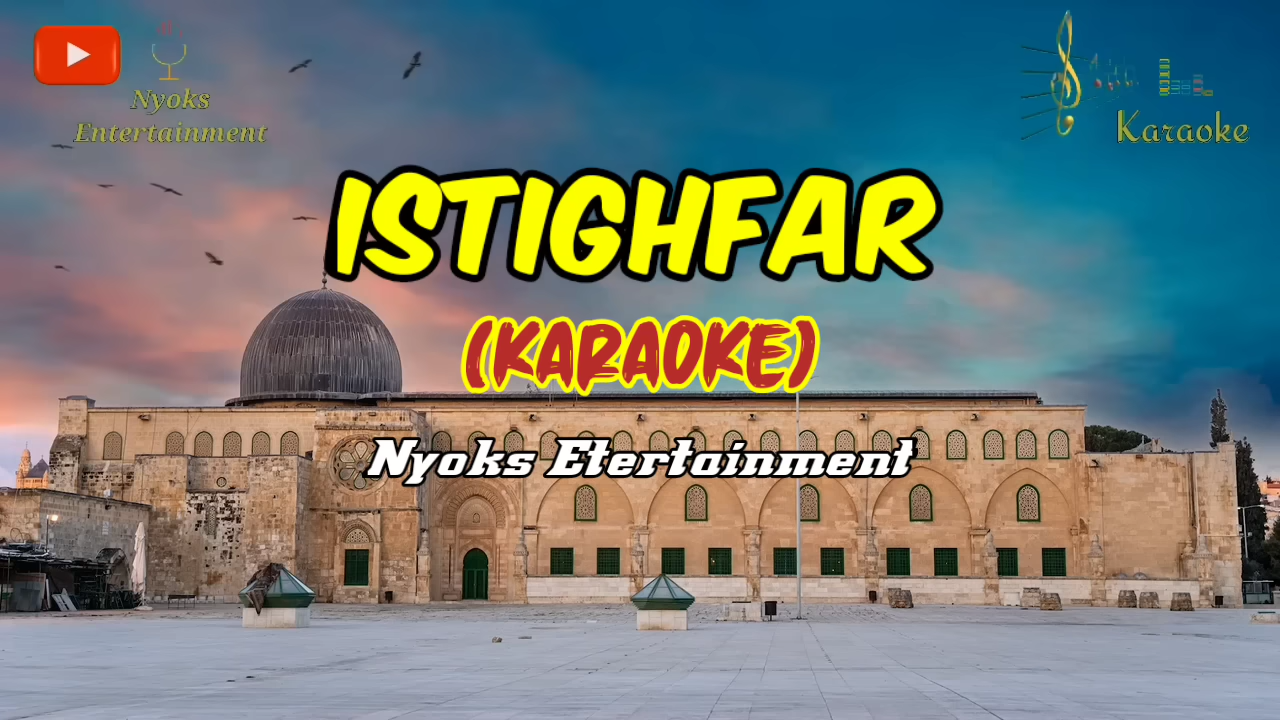 Nyoks
Entertainment
Karaoke
ISTIGHFAR
(KARAOKE)
Nyoks Etertainment